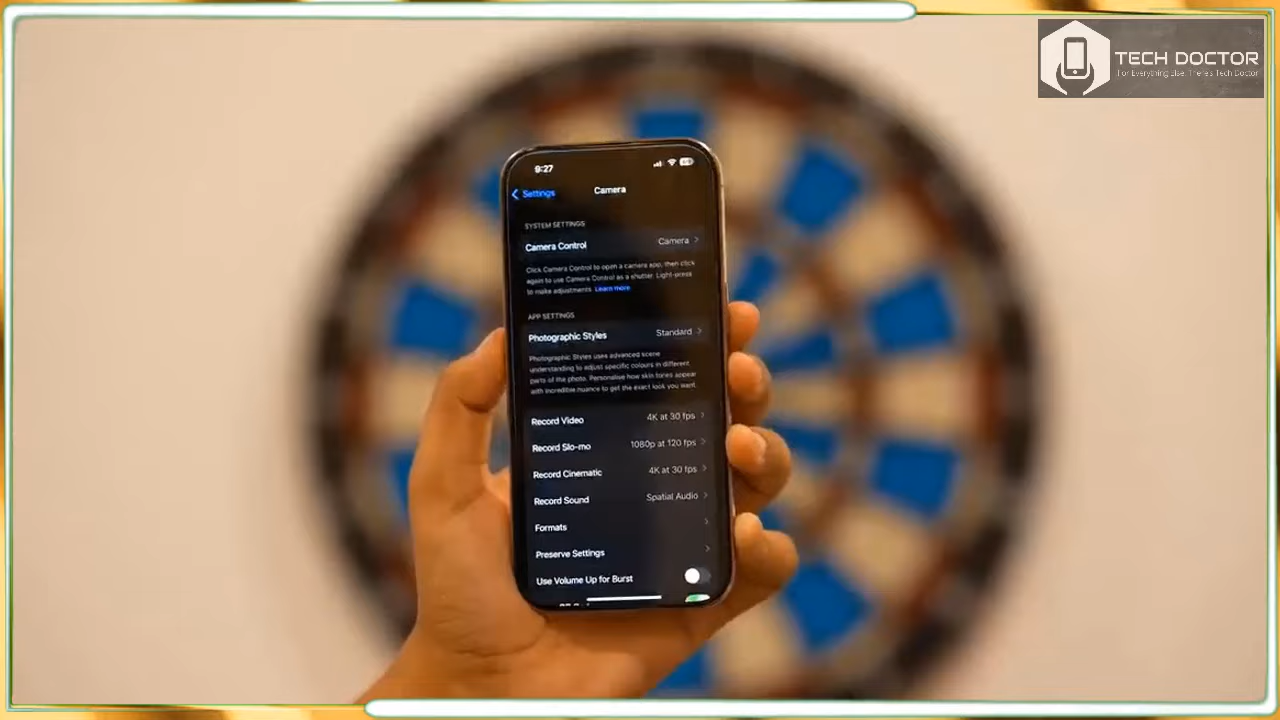 TECH DOCTOR
For Everything Else, There's Tech Doctor
9:27
Settings
Camera
SYSTEM SETTINGS
Camera Control Camera
Click Camera Control to open a camera app, then click
again to use Camera Control as a shutter. Light-press
to make adjustments. Learn more
APP SETTINGS
Photographic Styles Standard
Photographic Styles uses advanced scene
understanding to adjust specific colours in different
parts of the photo. Personalise how skin tones appear
with incredible nuance to get the exact look you want.
Record Video 4K at 30 fps
Record Slo-mo 1080p at 120 fps
Record Cinematic 4K at 30 fps
Record Sound Spatial Audio
Formats
Preserve Settings
Use Volume Up for Burst